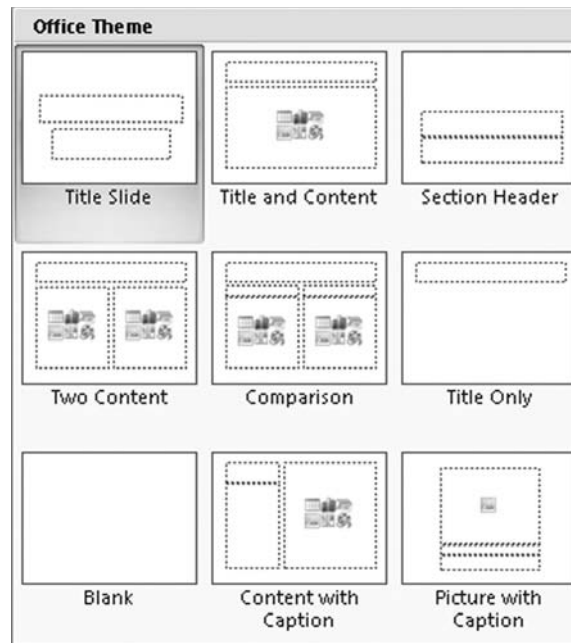 Office Theme
Title Slide
Title and Content
Section Header
Two Content
Comparison
Title Only
Blank
Content with
Caption
Picture with
Caption